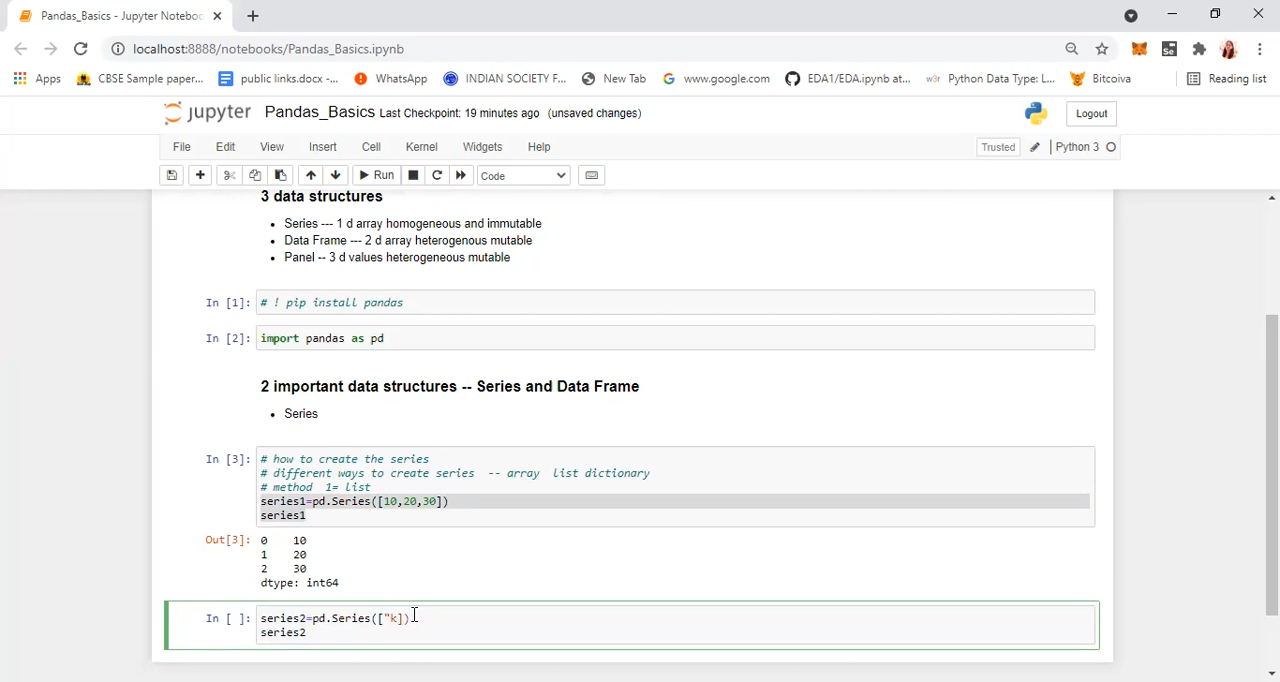 Pandas_Basics - Jupyter Noteboo
localhost:8888/notebooks/Pandas_Basics.ipynb
Apps CBSE Sample paper... public links.docx -... WhatsApp INDIAN SOCIETY F... New Tab www.google.com EDA1/EDA.ipynb at... w3r Python Data Type: L... Bitcoiva Reading list
jupyter Pandas_Basics Last Checkpoint: 19 minutes ago (unsaved changes) Logout
File Edit View Insert Cell Kernel Widgets Help Trusted Python 3
Run Code
3 data structures
Series --- 1 d array homogeneous and immutable
Data Frame --- 2 d array heterogenous mutable
Panel -- 3 d values heterogeneous mutable
In [1]: # ! pip install pandas
In [2]: import pandas as pd
2 important data structures -- Series and Data Frame
Series
In [3]: # how to create the series
# different ways to create series -- array list dictionary
# method 1= list
series1=pd.Series([10,20,30])
series1
Out[3]: 0 10
1 20
2 30
dtype: int64
In [ ]: series2=pd.Series(["k])
series2